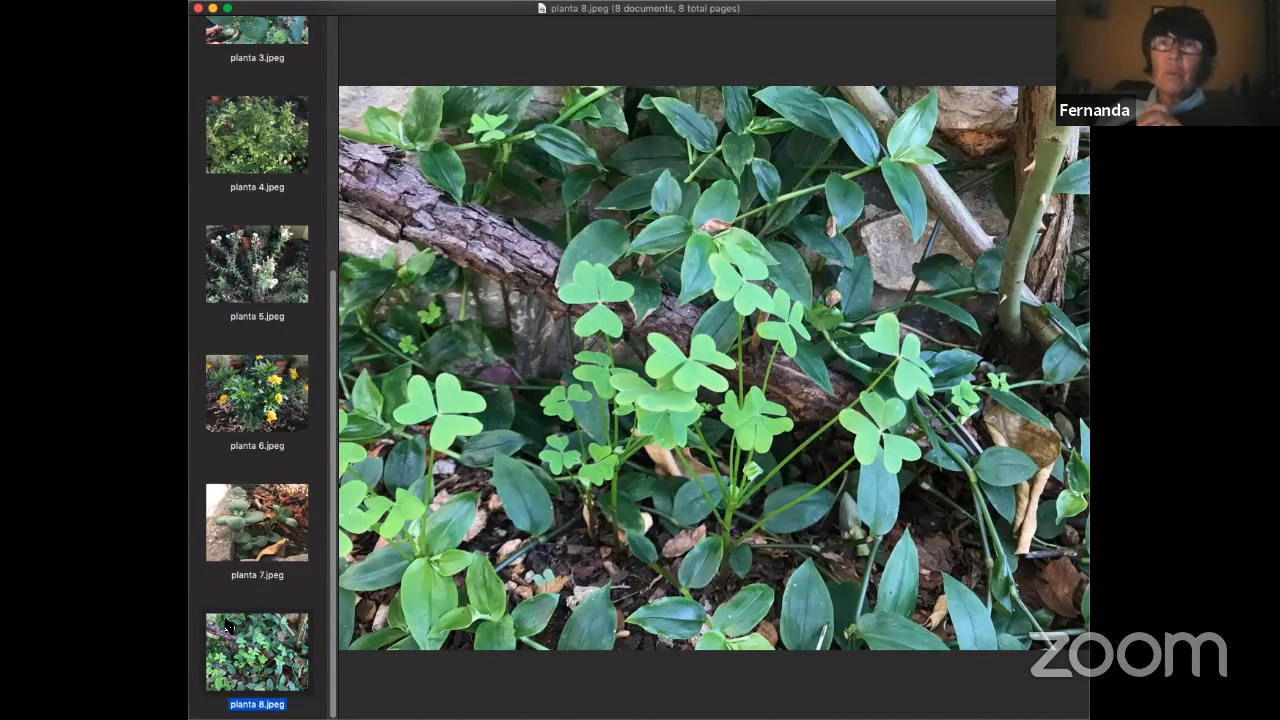 planta 8.jpeg (8 documents, 8 total pages)
planta 3.jpeg
planta 4.jpeg
planta 5.jpeg
planta 6.jpeg
planta 7.jpeg
planta 8.jpeg
Fernanda
zoom